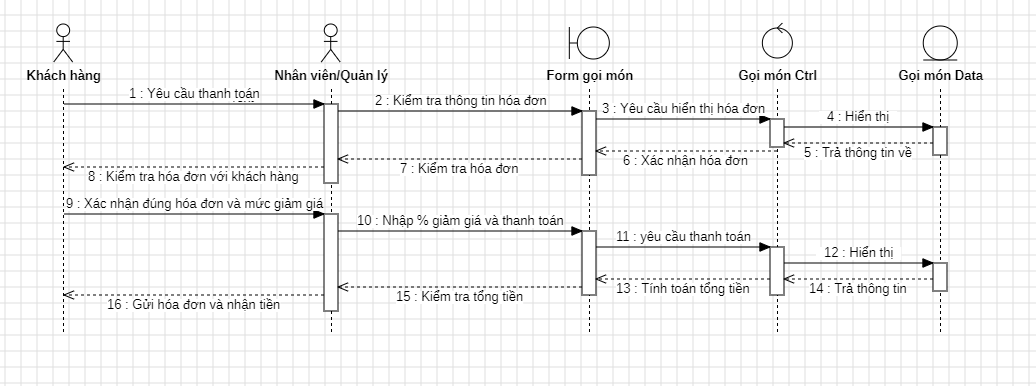 Khách hàng
Nhân viên/Quản lý
Form gọi món
Gọi món Ctrl
Gọi món Data
1 : Yêu cầu thanh toán
2 : Kiểm tra thông tin hóa đơn
3 : Yêu cầu hiển thị hóa đơn
4 : Hiển thị
5 : Trả thông tin về
6 : Xác nhận hóa đơn
7 : Kiểm tra hóa đơn
8 : Kiểm tra hóa đơn với khách hàng
9 : Xác nhận đúng hóa đơn và mức giảm giá
10 : Nhập % giảm giá và thanh toán
11 : yêu cầu thanh toán
12 : Hiển thị
13 : Tính toán tổng tiền
14 : Trả thông tin
15 : Kiểm tra tổng tiền
16 : Gửi hóa đơn và nhận tiền